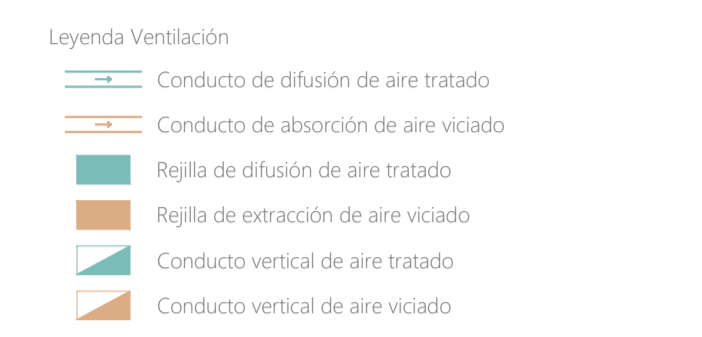 Leyenda Ventilación
Conducto de difusión de aire tratado
Conducto de absorción de aire viciado
Rejilla de difusión de aire tratado
Rejilla de extracción de aire viciado
Conducto vertical de aire tratado
Conducto vertical de aire viciado